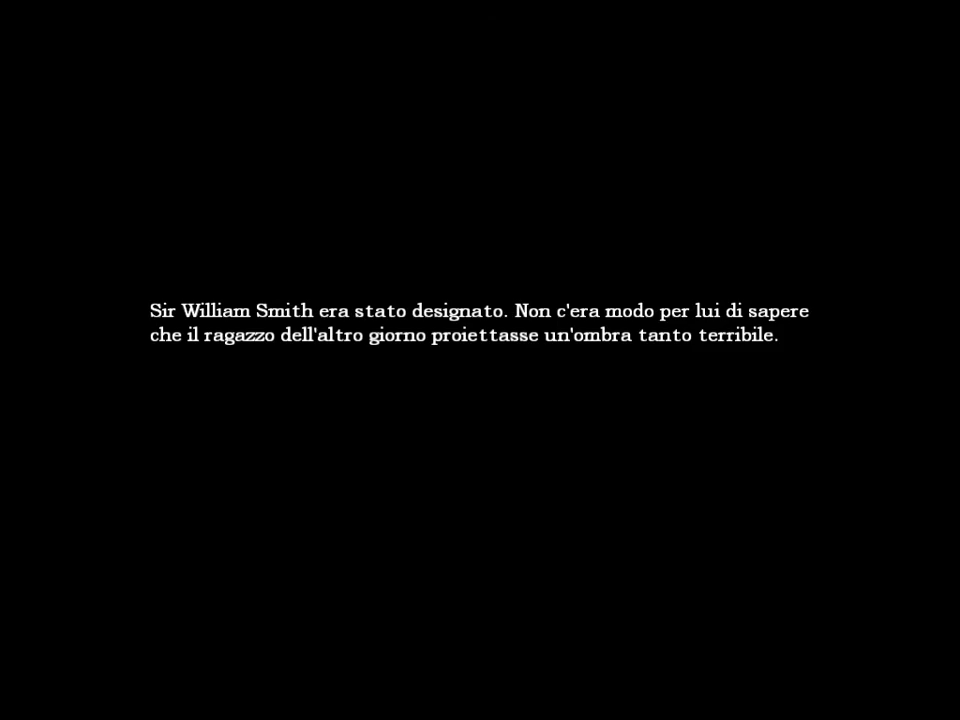 Sir William Smith era stato designato. Non c'era modo per lui di sapere
che il ragazzo dell'altro giorno proiettasse un'ombra tanto terribile.